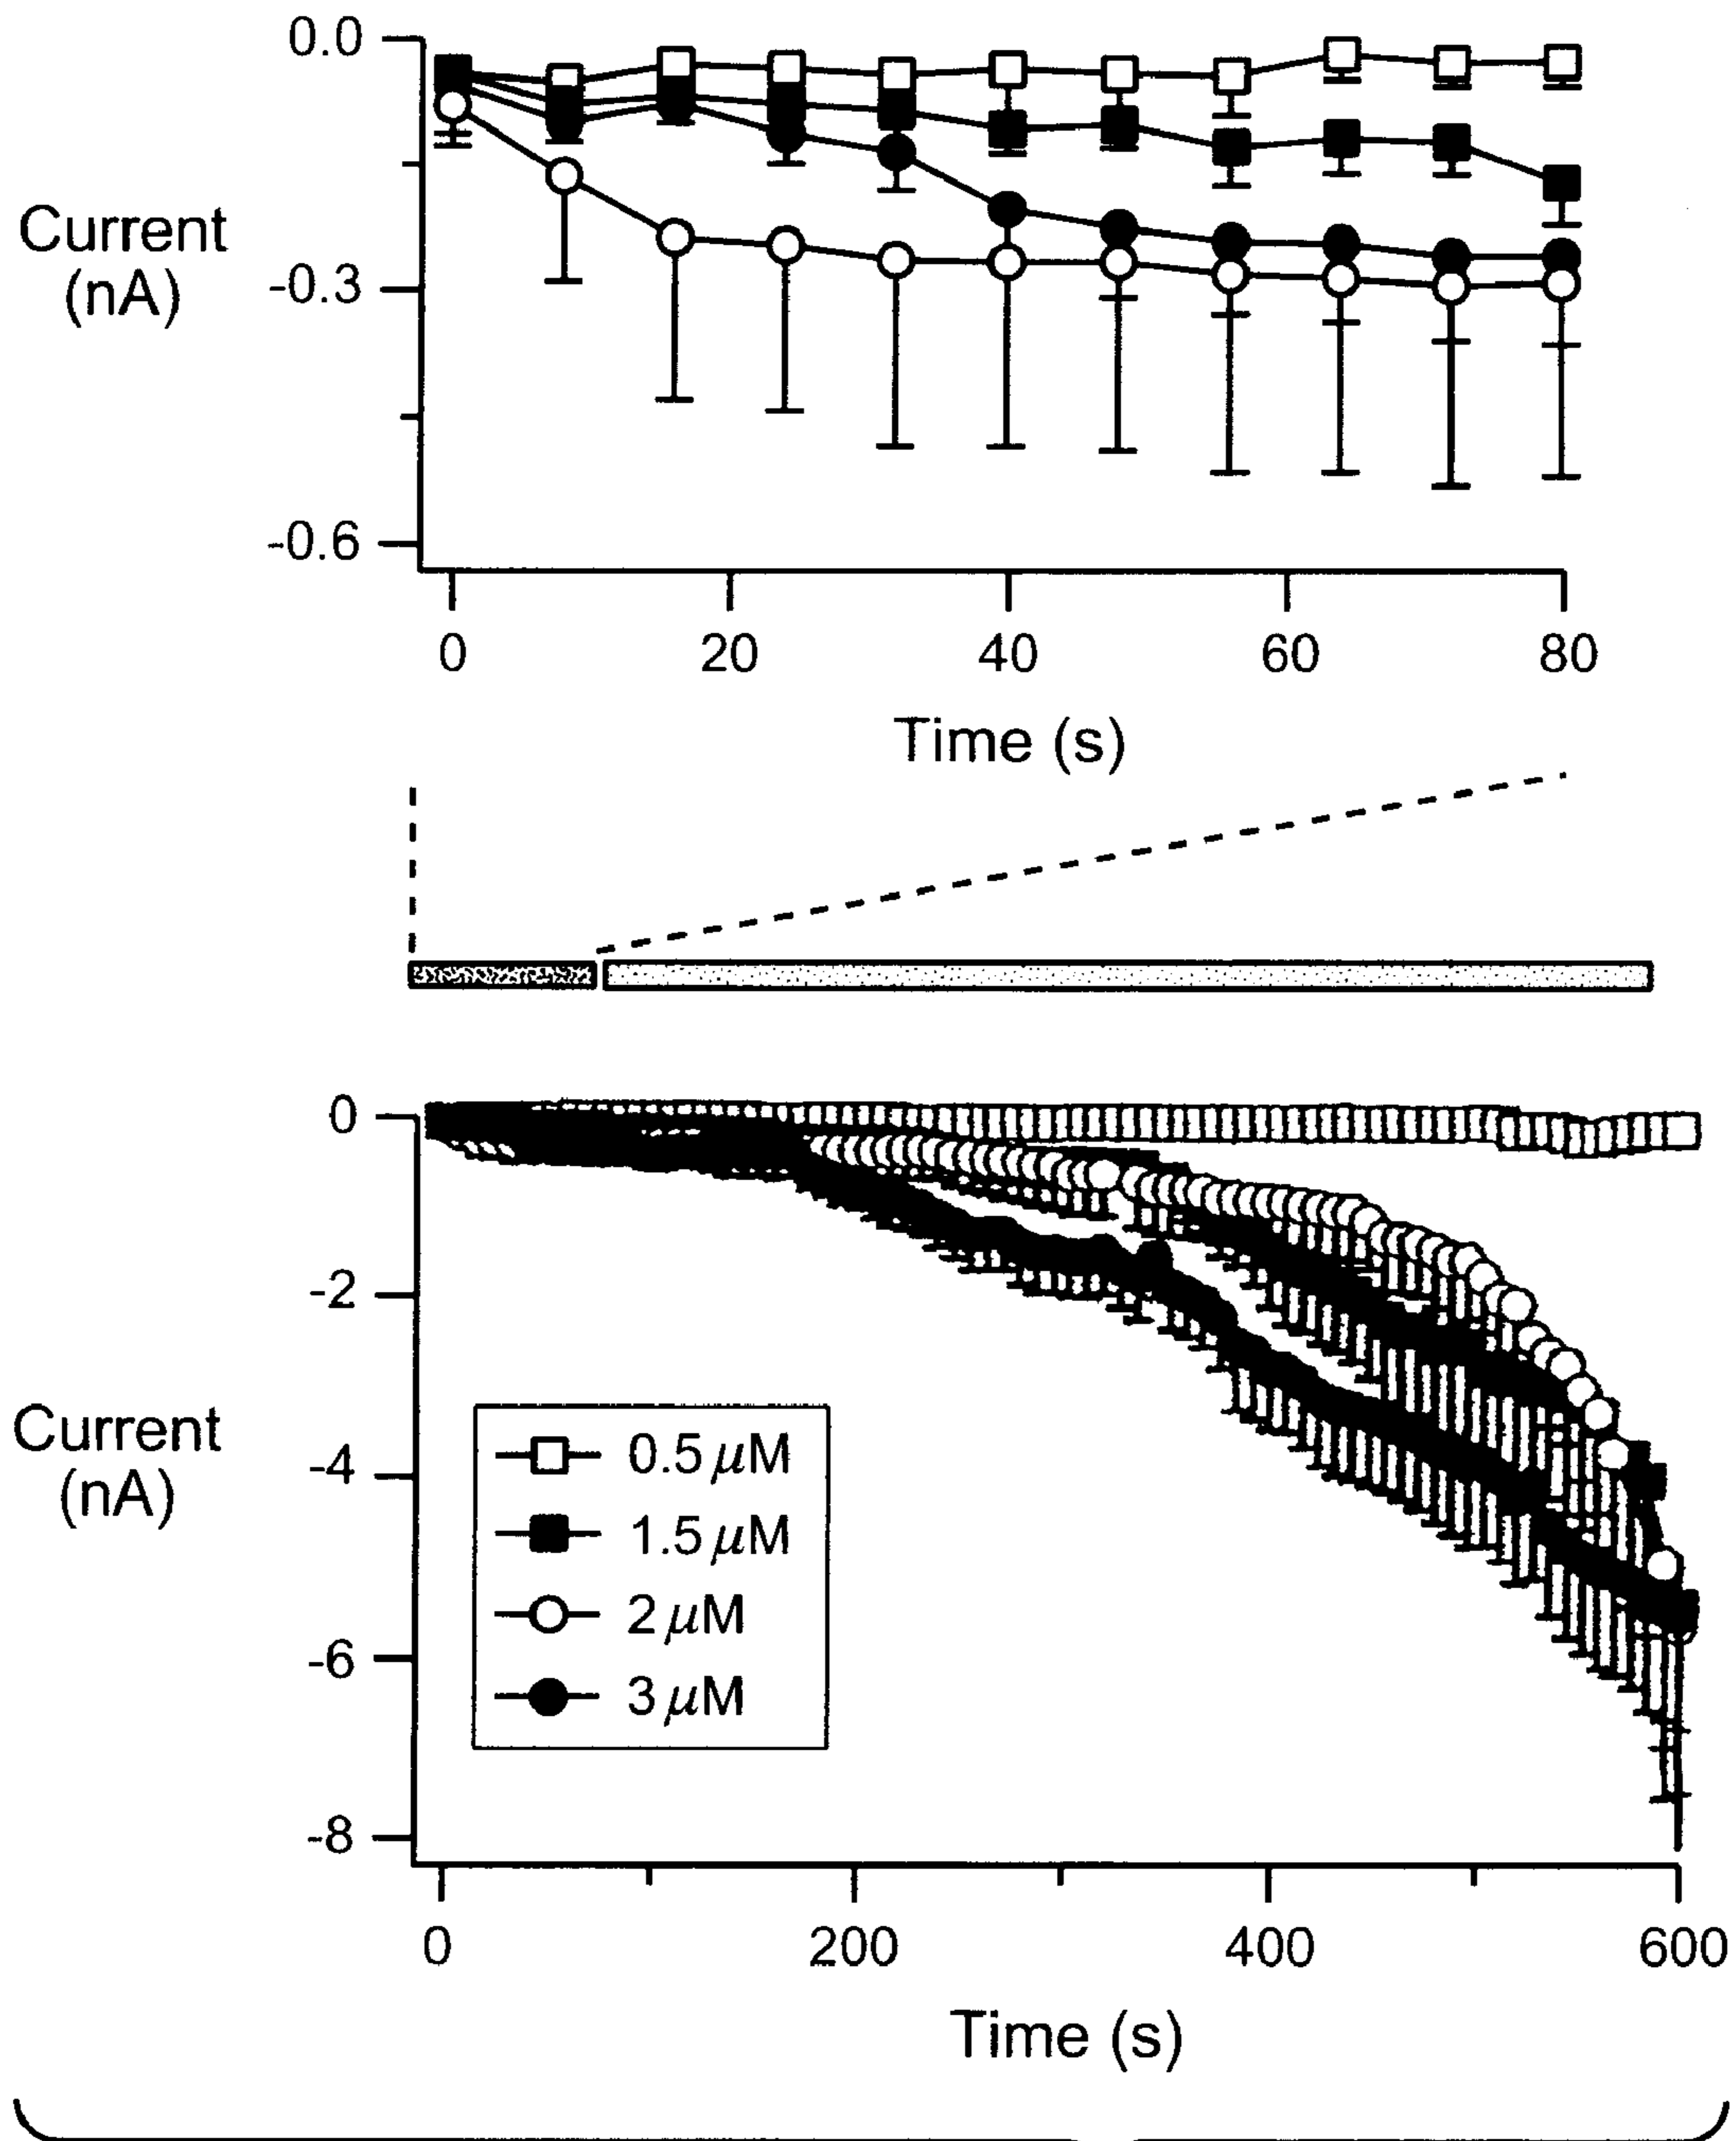 0.0
Current
(nA)
-0.3
-0.6
0 20 40 60 80
Time (s)
0
-2
Current
(nA)
-4
-6
-8
0.5 μM
1.5 μM
2 μM
3 μM
0 200 400 600
Time (s)